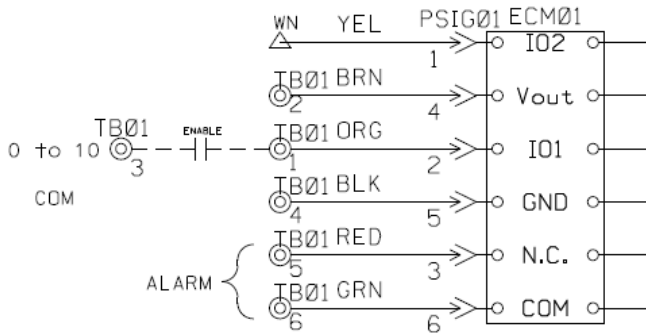 WN YEL PSIG01 ECM01
1 IO2
TB01 BRN
2 4 Vout
TB01 ENABLE TB01 ORG
0 to 10 3 1 2 IO1
COM TB01 BLK
4 5 GND
TB01 RED
5 3 N.C.
ALARM TB01 GRN
6 6 COM